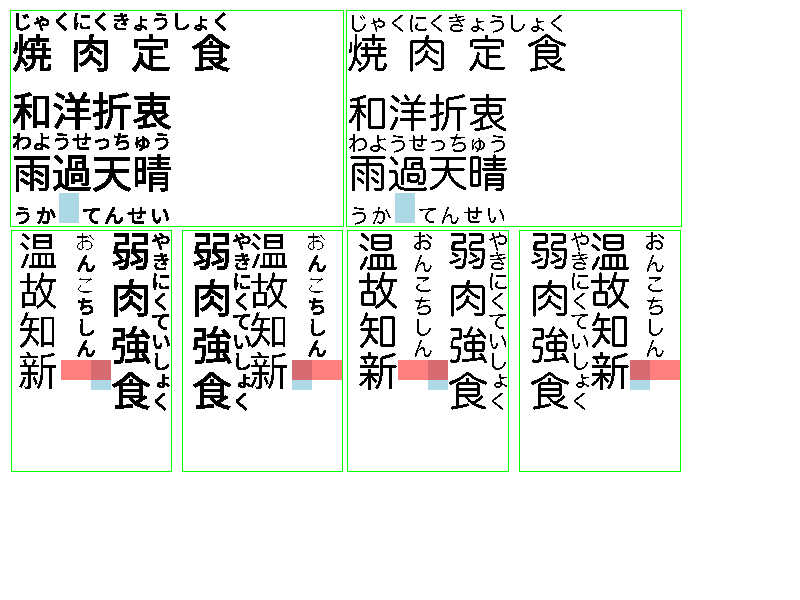 じゃくにくきょうしょく
焼肉定食
和洋折衷
わようせっちゅう
雨過天晴
うか てんせい
じゃくにくきょうしょく
焼肉定食
和洋折衷
わようせっちゅう
雨過天晴
うか てんせい
やきにくていしょく
弱肉強食
おんこちしん
温故知新
弱肉強食
やきにくていしょく
温故知新
おんこちしん
やきにくていしょく
弱肉強食
おんこちしん
温故知新
弱肉強食
やきにくていしょく
温故知新
おんこちしん